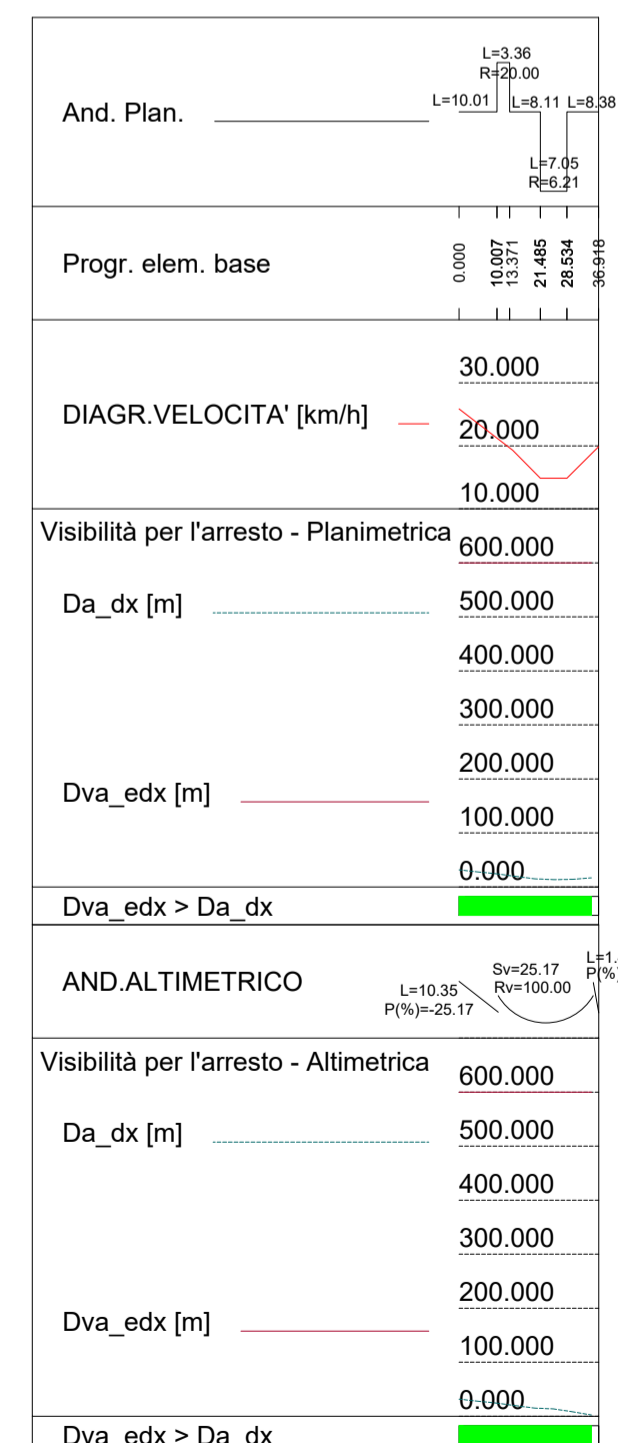 L=3.36
R=20.00
And. Plan.
L=10.01
L=8.11
L=8.38
L=7.05
R=6.21
Progr. elem. base
0.000
10.007
13.371
21.485
28.534
36.918
30.000
DIAGR.VELOCITA' [km/h]
20.000
10.000
Visibilità per l'arresto - Planimetrica
600.000
Da_dx [m]
500.000
400.000
300.000
200.000
Dva_edx [m]
100.000
0.000
Dva_edx > Da_dx
AND.ALTIMETRICO
L=10.35
P(%)=-25.17
Sv=25.17
Rv=100.00
L=1.
P(%)
Visibilità per l'arresto - Altimetrica
600.000
Da_dx [m]
500.000
400.000
300.000
200.000
Dva_edx [m]
100.000
0.000
Dva_edx > Da_dx